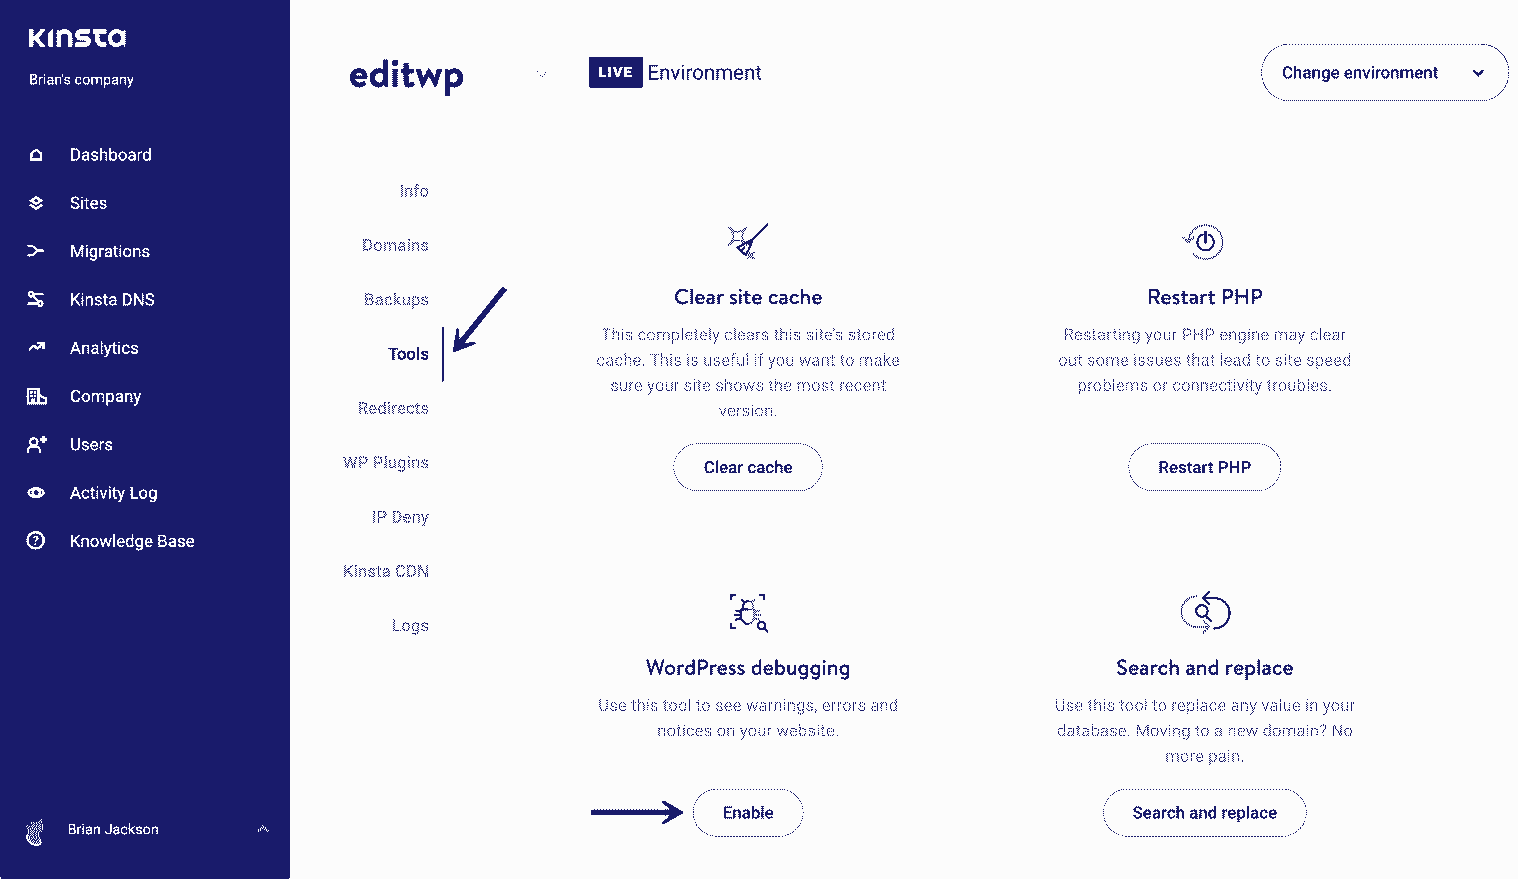 Kinsta
Brian's company
Dashboard
Sites
Migrations
Kinsta DNS
Analytics
Company
Users
Activity Log
Knowledge Base
Brian Jackson
editwp
LIVE Environment
Change environment
Info
Domains
Backups
Tools
Redirects
WP Plugins
IP Deny
Kinsta CDN
Logs
Clear site cache
This completely clears this site's stored
cache. This is useful if you want to make
sure your site shows the most recent
version.
Clear cache
Restart PHP
Restarting your PHP engine may clear
out some issues that lead to site speed
problems or connectivity troubles.
Restart PHP
WordPress debugging
Use this tool to see warnings, errors and
notices on your website.
Enable
Search and replace
Use this tool to replace any value in your
database. Moving to a new domain? No
more pain.
Search and replace